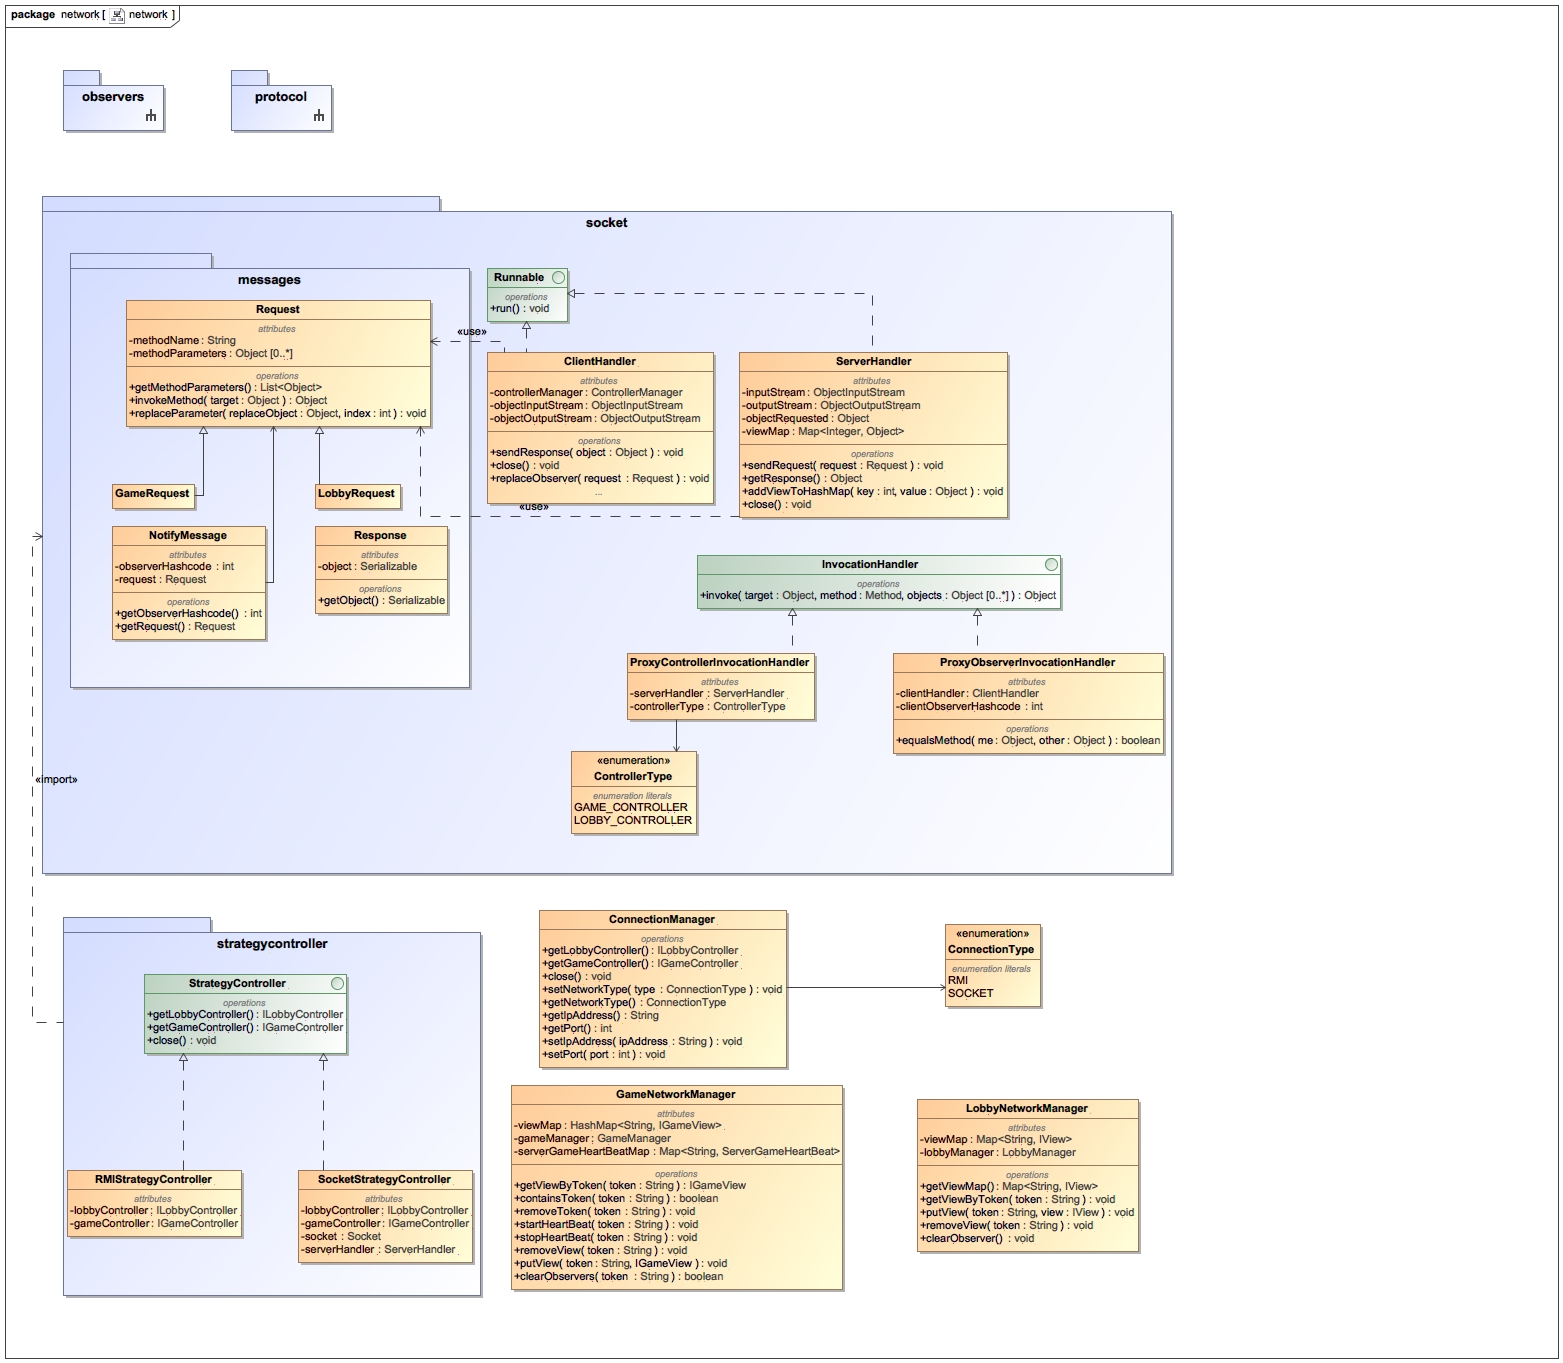 package network [ network ]
observers
protocol
socket
messages
Request
attributes
-methodName : String
-methodParameters : Object [0..*]
operations
+getMethodParameters() : List<Object>
+invokeMethod( target : Object ) : Object
+replaceParameter( replaceObject : Object, index : int ) : void
GameRequest
LobbyRequest
NotifyMessage
attributes
-observerHashcode : int
-request : Request
operations
+getObserverHashcode() : int
+getRequest() : Request
Response
attributes
-object : Serializable
operations
+getObject() : Serializable
Runnable
operations
+run() : void
«use»
ClientHandler
attributes
-controllerManager : ControllerManager
-objectInputStream : ObjectInputStream
-objectOutputStream : ObjectOutputStream
operations
+sendResponse( object : Object ) : void
+close() : void
+replaceObserver( request : Request ) : void
...
«use»
ServerHandler
attributes
-inputStream : ObjectInputStream
-outputStream : ObjectOutputStream
-objectRequested : Object
-viewMap : Map<Integer, Object>
operations
+sendRequest( request : Request ) : void
+getResponse() : Object
+addViewToHashMap( key : int, value : Object ) : void
+close() : void
InvocationHandler
operations
+invoke( target : Object, method : Method, objects : Object [0..*] ) : Object
ProxyControllerInvocationHandler
attributes
-serverHandler : ServerHandler
-controllerType : ControllerType
ProxyObserverInvocationHandler
attributes
-clientHandler : ClientHandler
-clientObserverHashcode : int
operations
+equalsMethod( me : Object, other : Object ) : boolean
«enumeration»
ControllerType
enumeration literals
GAME_CONTROLLER
LOBBY_CONTROLLER
«import»
strategycontroller
StrategyController
operations
+getLobbyController() : ILobbyController
+getGameController() : IGameController
+close() : void
RMIStrategyController
attributes
-lobbyController : ILobbyController
-gameController : IGameController
SocketStrategyController
attributes
-lobbyController : ILobbyController
-gameController : IGameController
-socket : Socket
-serverHandler : ServerHandler
ConnectionManager
operations
+getLobbyController() : ILobbyController
+getGameController() : IGameController
+close() : void
+setNetworkType( type : ConnectionType ) : void
+getNetworkType() : ConnectionType
+getIpAddress() : String
+getPort() : int
+setIpAddress( ipAddress : String ) : void
+setPort( port : int ) : void
«enumeration»
ConnectionType
enumeration literals
RMI
SOCKET
GameNetworkManager
attributes
-viewMap : HashMap<String, IGameView>
-gameManager : GameManager
-serverGameHeartBeatMap : Map<String, ServerGameHeartBeat>
operations
+getViewByToken( token : String ) : IGameView
+containsToken( token : String ) : boolean
+removeToken( token : String ) : void
+startHeartBeat( token : String ) : void
+stopHeartBeat( token : String ) : void
+removeView( token : String ) : void
+putView( token : String, IGameView ) : void
+clearObservers( token : String ) : boolean
LobbyNetworkManager
attributes
-viewMap : Map<String, IView>
-lobbyManager : LobbyManager
operations
+getViewMap() : Map<String, IView>
+getViewByToken( token : String ) : void
+putView( token : String, view : IView ) : void
+removeView( token : String ) : void
+clearObserver() : void